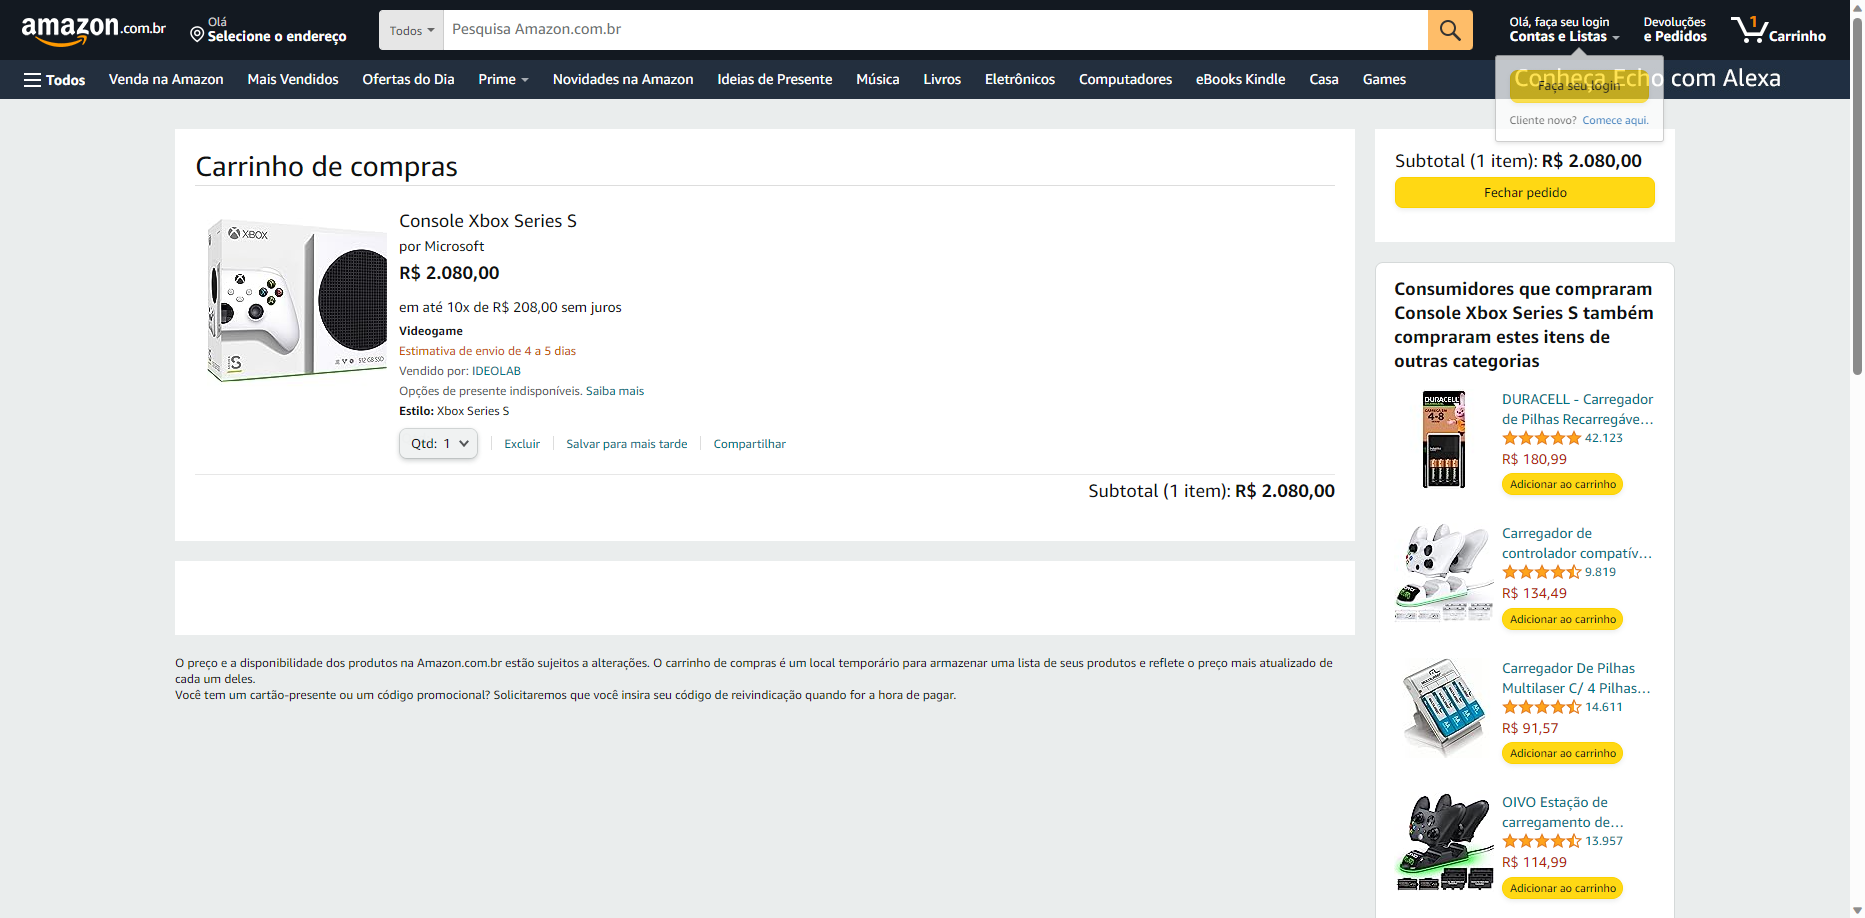 amazon.com.br
Olá
Selecione o endereço
Todos
Pesquisa Amazon.com.br
Olá, faça seu login
Contas e Listas
Devoluções
e Pedidos
1
Carrinho
Todos
Venda na Amazon
Mais Vendidos
Ofertas do Dia
Prime
Novidades na Amazon
Ideias de Presente
Música
Livros
Eletrônicos
Computadores
eBooks Kindle
Casa
Games
Conheça Echo com Alexa
Faça seu login
Cliente novo? Comece aqui.
Carrinho de compras
XBOX
S
512 GB SSD
Console Xbox Series S
por Microsoft
R$ 2.080,00
em até 10x de R$ 208,00 sem juros
Videogame
Estimativa de envio de 4 a 5 dias
Vendido por: IDEOLAB
Opções de presente indisponíveis. Saiba mais
Estilo: Xbox Series S
Qtd: 1
Excluir
Salvar para mais tarde
Compartilhar
Subtotal (1 item): R$ 2.080,00
O preço e a disponibilidade dos produtos na Amazon.com.br estão sujeitos a alterações. O carrinho de compras é um local temporário para armazenar uma lista de seus produtos e reflete o preço mais atualizado de
cada um deles.
Você tem um cartão-presente ou um código promocional? Solicitaremos que você insira seu código de reivindicação quando for a hora de pagar.
Subtotal (1 item): R$ 2.080,00
Fechar pedido
Consumidores que compraram
Console Xbox Series S também
compraram estes itens de
outras categorias
DURACELL
4-8
DURACELL - Carregador
de Pilhas Recarregáve...
42.123
R$ 180,99
Adicionar ao carrinho
Carregador de
controlador compatív...
9.819
R$ 134,49
Adicionar ao carrinho
Carregador De Pilhas
Multilaser C/ 4 Pilhas...
14.611
R$ 91,57
Adicionar ao carrinho
OIVO Estação de
carregamento de...
13.957
R$ 114,99
Adicionar ao carrinho